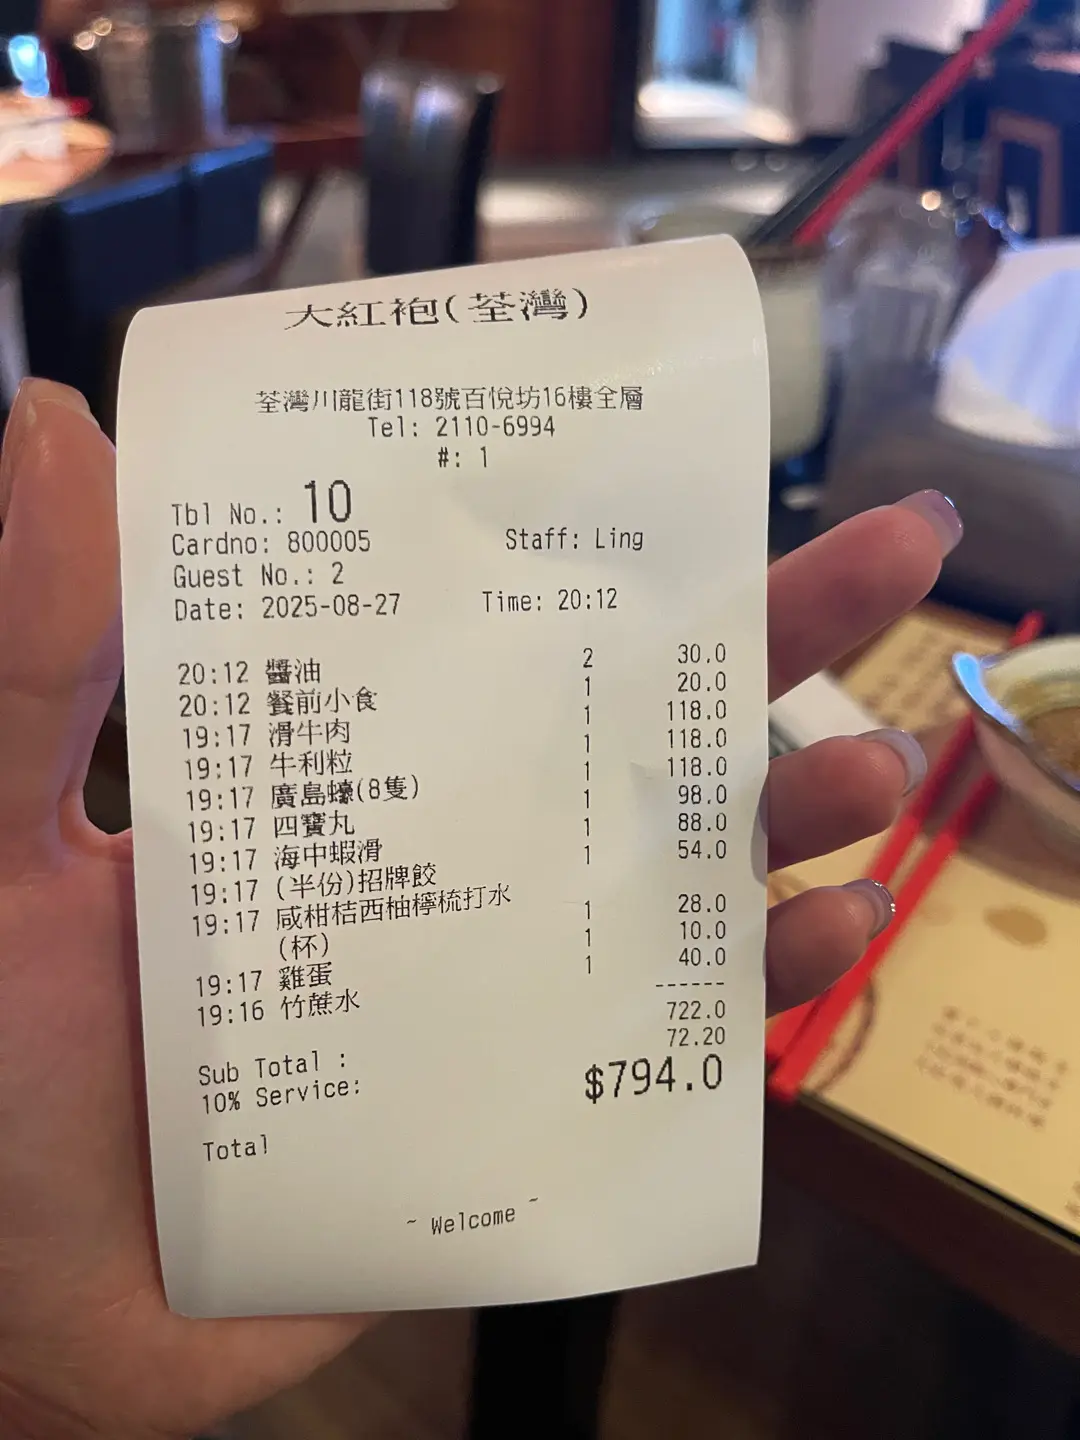 大紅袍(荃灣)
荃灣川龍街118號百悅坊16樓全層
Tel: 2110-6994
#: 1
Tbl No.: 10
Cardno: 800005 Staff: Ling
Guest No.: 2
Date: 2025-08-27 Time: 20:12
20:12 醬油 2 30.0
20:12 餐前小食 1 20.0
19:17 滑牛肉 1 118.0
19:17 牛利粒 1 118.0
19:17 廣島蠔(8隻) 1 118.0
19:17 四寶丸 1 98.0
19:17 海中蝦滑 1 88.0
19:17 (半份)招牌餃 1 54.0
19:17 咸柑桔西柚檸梳打水
(杯) 1 28.0
19:17 雞蛋 1 10.0
19:16 竹蔗水 1 40.0
------
Sub Total : 722.0
10% Service: 72.20
Total $794.0
~ Welcome ~